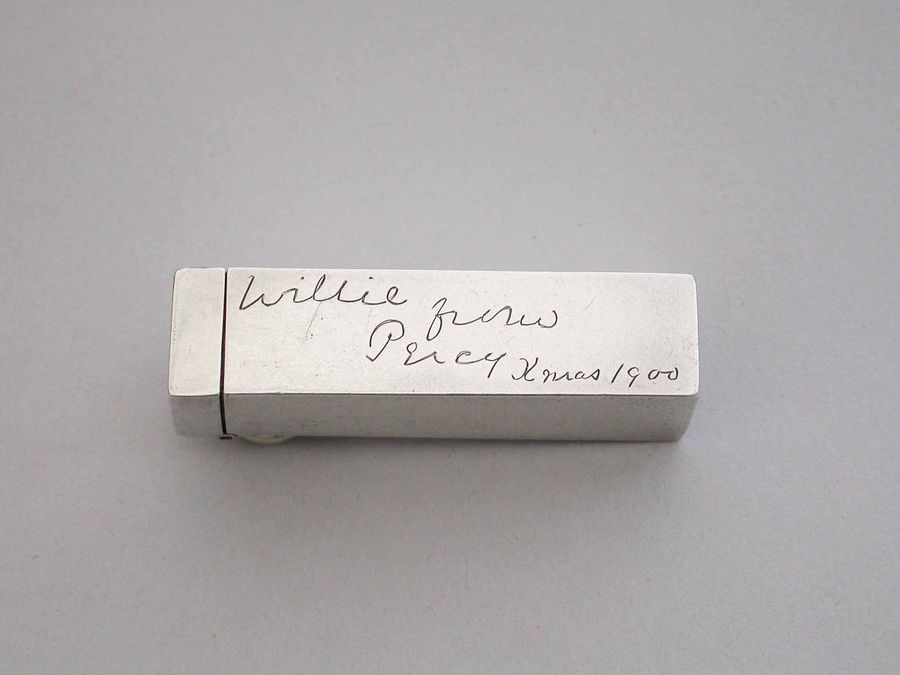 Willie from
Percy Xmas 1900